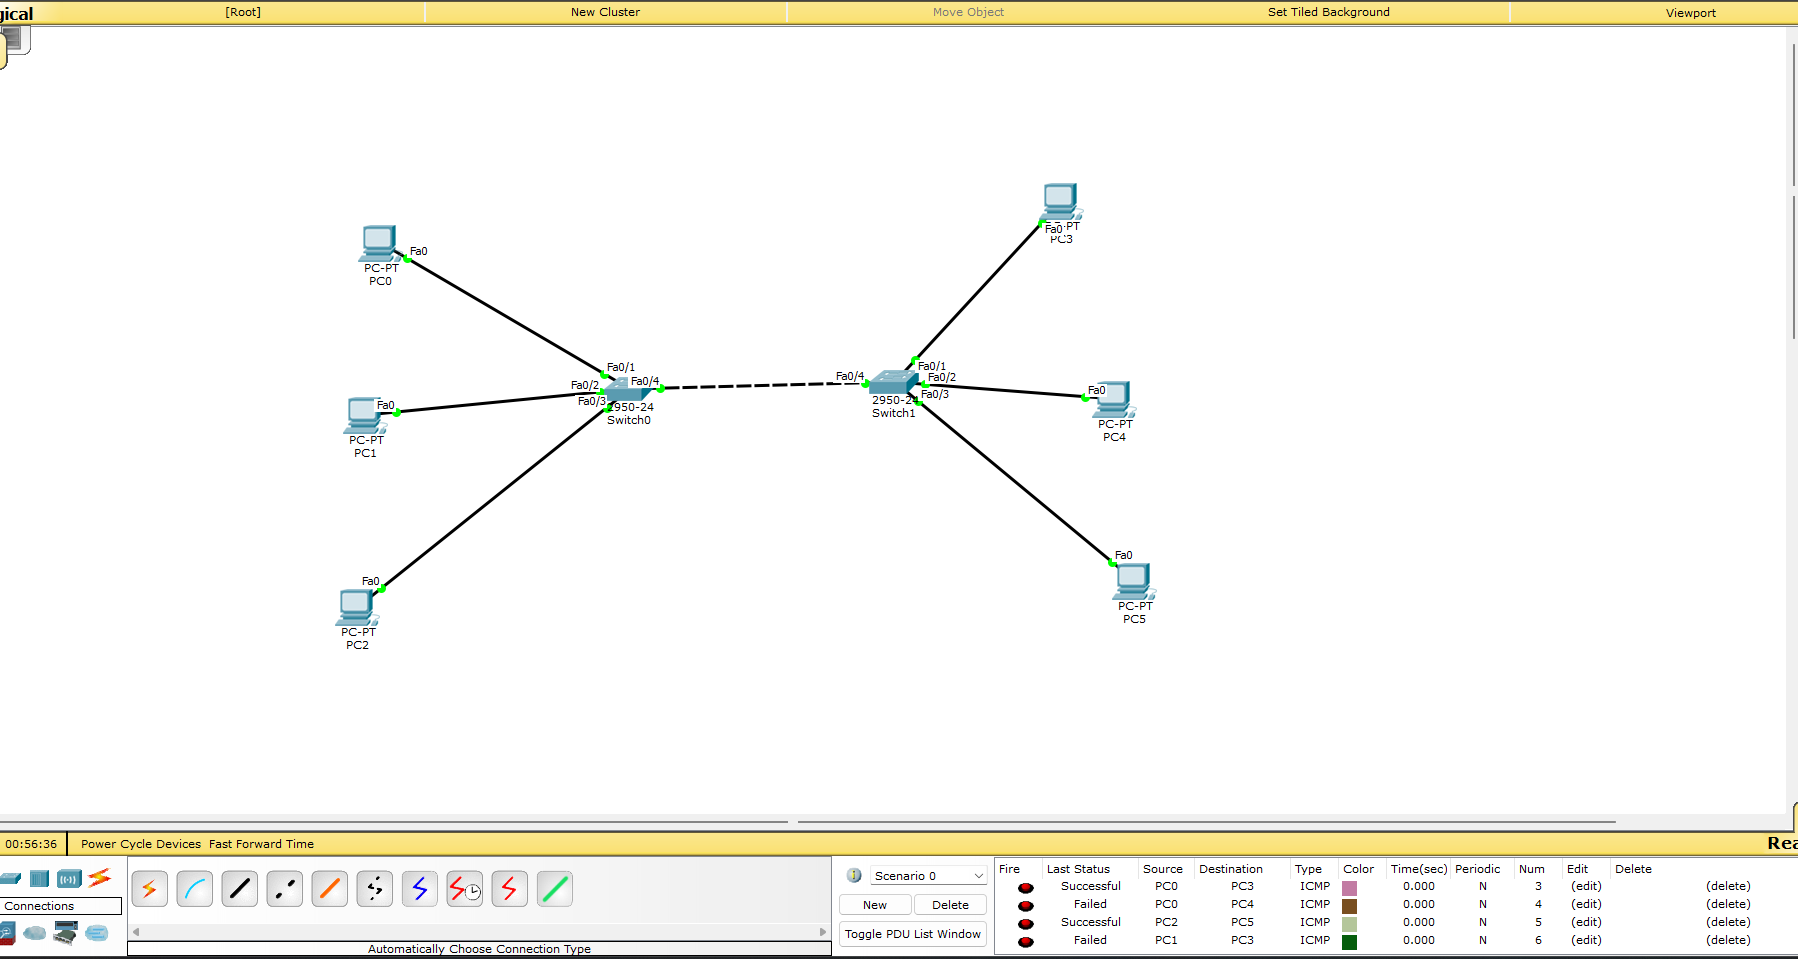 gical [Root] New Cluster Move Object Set Tiled Background Viewport
Fa0
PC-PT
PC3
Fa0
PC-PT
PC0
Fa0/1
Fa0/2
Fa0/4
Fa0/3
2950-24
Switch0
Fa0/4
Fa0/1
Fa0/2
Fa0/3
2950-24
Switch1
Fa0
PC-PT
PC1
Fa0
PC-PT
PC4
Fa0
PC-PT
PC2
Fa0
PC-PT
PC5
00:56:36 Power Cycle Devices Fast Forward Time Rea
Connections
Automatically Choose Connection Type
Scenario 0
New Delete
Toggle PDU List Window
Fire Last Status Source Destination Type Color Time(sec) Periodic Num Edit Delete
Successful PC0 PC3 ICMP 0.000 N 3 (edit) (delete)
Failed PC0 PC4 ICMP 0.000 N 4 (edit) (delete)
Successful PC2 PC5 ICMP 0.000 N 5 (edit) (delete)
Failed PC1 PC3 ICMP 0.000 N 6 (edit) (delete)